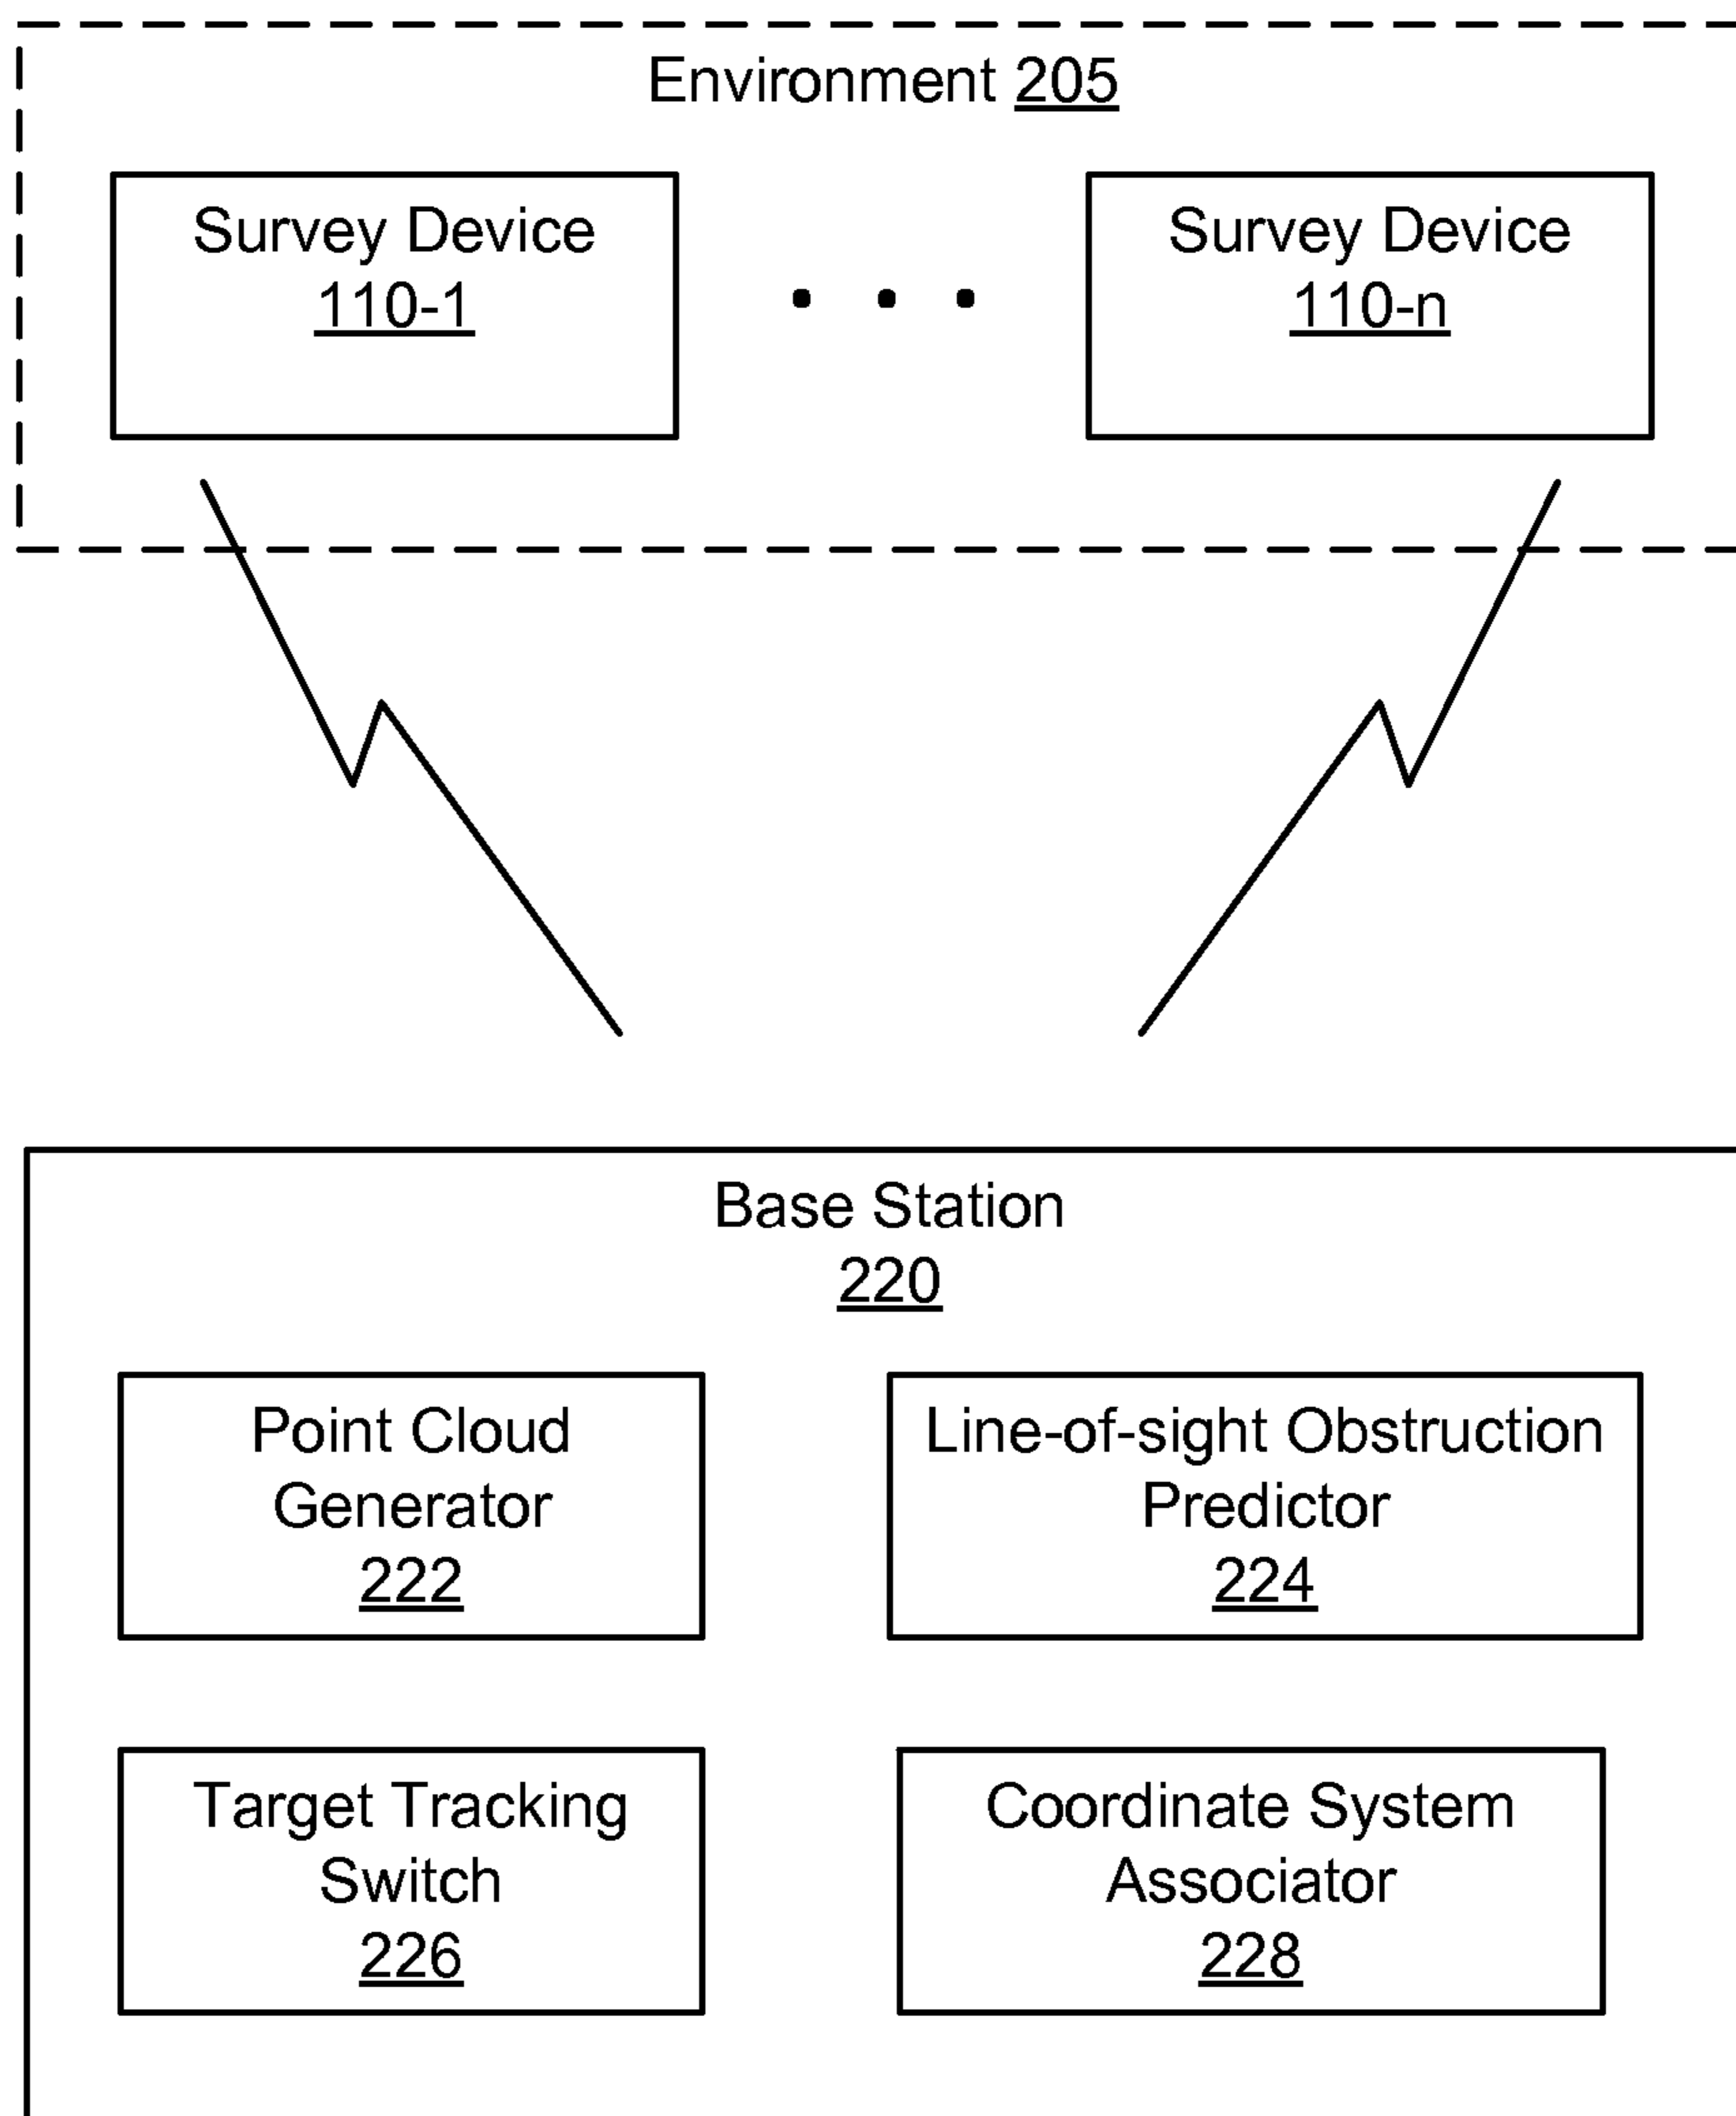 Environment 205
Survey Device
110-1
. . .
Survey Device
110-n
Base Station
220
Point Cloud
Generator
222
Line-of-sight Obstruction
Predictor
224
Target Tracking
Switch
226
Coordinate System
Associator
228